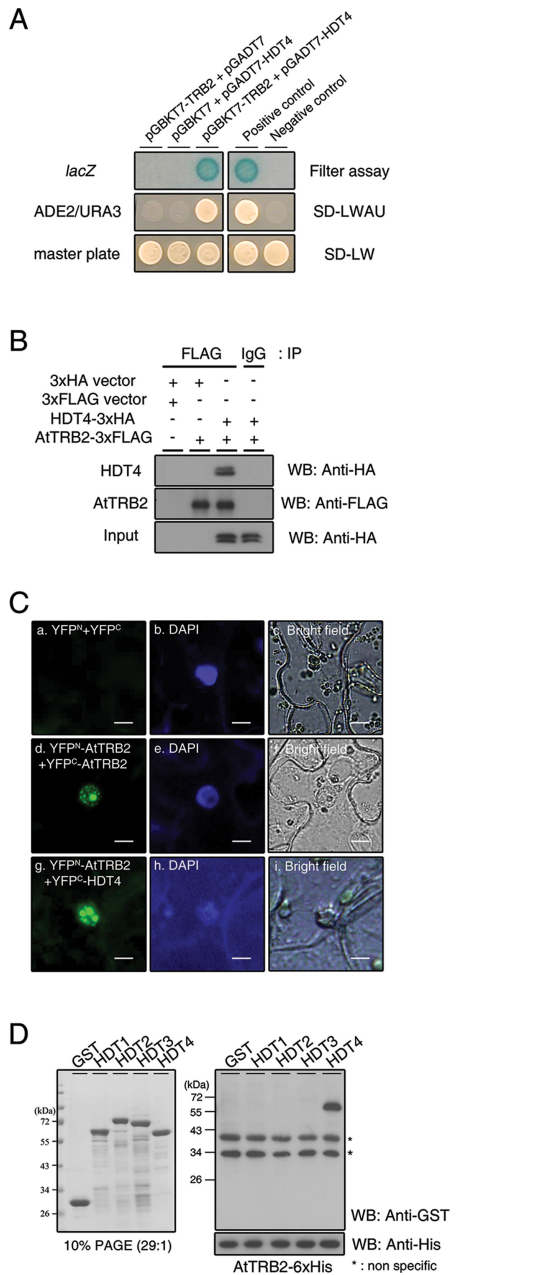 A
pGBKT7-TRB2 + pGADT7
pGBKT7 + pGADT7-HDT4
pGBKT7-TRB2 + pGADT7-HDT4
Positive control
Negative control
lacZ
Filter assay
ADE2/URA3
SD-LWAU
master plate
SD-LW
B
FLAG IgG : IP
3xHA vector + + - -
3xFLAG vector + - - -
HDT4-3xHA - - + +
AtTRB2-3xFLAG - + + +
HDT4 WB: Anti-HA
AtTRB2 WB: Anti-FLAG
Input WB: Anti-HA
C
a. YFPᴺ+YFPᶜ
b. DAPI
c. Bright field
d. YFPᴺ-AtTRB2
+YFPᶜ-AtTRB2
e. DAPI
f. Bright field
g. YFPᴺ-AtTRB2
+YFPᶜ-HDT4
h. DAPI
i. Bright field
D
GST HDT1 HDT2 HDT3 HDT4
(kDa)
72
55
43
34
26
10% PAGE (29:1)
GST HDT1 HDT2 HDT3 HDT4
(kDa)
72
55
43
34
26
*
*
WB: Anti-GST
WB: Anti-His
AtTRB2-6xHis
* : non specific